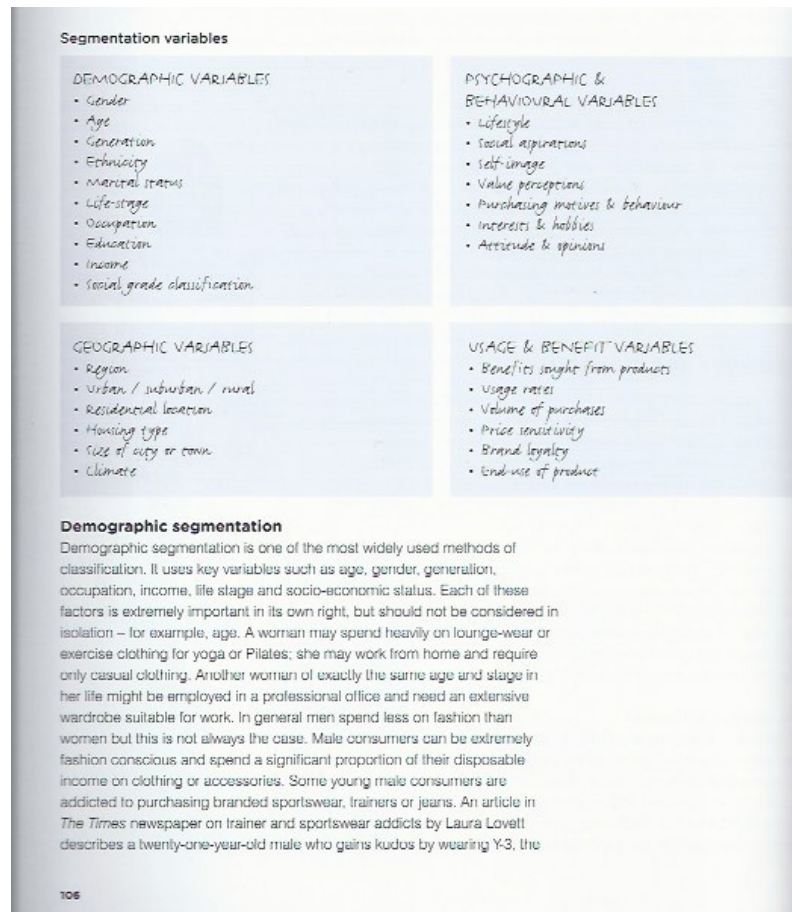 Segmentation variables
DEMOGRAPHIC VARIABLES
• Gender
• Age
• Generation
• Ethnicity
• Marital status
• Life-stage
• Occupation
• Education
• Income
• Social grade classification
PSYCHOGRAPHIC &
BEHAVIOURAL VARIABLES
• Lifestyle
• Social aspirations
• Self-image
• Value perceptions
• Purchasing motives & behaviour
• Interests & hobbies
• Attitude & opinions
GEOGRAPHIC VARIABLES
• Region
• Urban / suburban / rural
• Residential location
• Housing type
• Size of city or town
• Climate
USAGE & BENEFIT VARIABLES
• Benefits sought from products
• Usage rates
• Volume of purchases
• Price sensitivity
• Brand loyalty
• End-use of product
Demographic segmentation
Demographic segmentation is one of the most widely used methods of
classification. It uses key variables such as age, gender, generation,
occupation, income, life stage and socio-economic status. Each of these
factors is extremely important in its own right, but should not be considered in
isolation – for example, age. A woman may spend heavily on lounge-wear or
exercise clothing for yoga or Pilates; she may work from home and require
only casual clothing. Another woman of exactly the same age and stage in
her life might be employed in a professional office and need an extensive
wardrobe suitable for work. In general men spend less on fashion than
women but this is not always the case. Male consumers can be extremely
fashion conscious and spend a significant proportion of their disposable
income on clothing or accessories. Some young male consumers are
addicted to purchasing branded sportswear, trainers or jeans. An article in
The Times newspaper on trainer and sportswear addicts by Laura Lovett
describes a twenty-one-year-old male who gains kudos by wearing Y-3, the
106